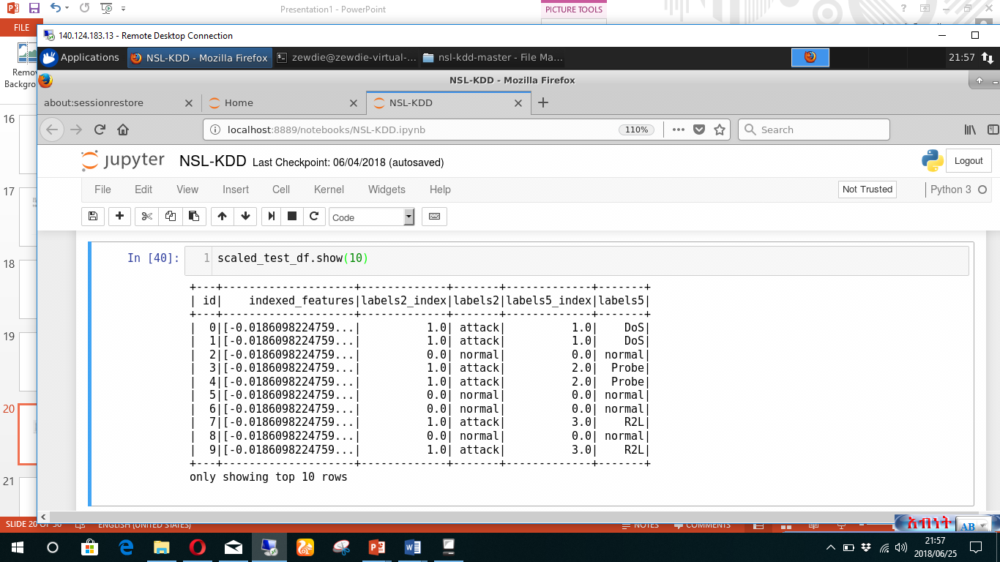 Presentation1 - PowerPoint
PICTURE TOOLS
FILE
140.124.183.13 - Remote Desktop Connection
Applications
NSL-KDD - Mozilla Firefox
zewdie@zewdie-virtual-...
nsl-kdd-master - File Ma...
21:57
NSL-KDD - Mozilla Firefox
about:sessionrestore
Home
NSL-KDD
localhost:8889/notebooks/NSL-KDD.ipynb
110%
Search
jupyter NSL-KDD Last Checkpoint: 06/04/2018 (autosaved)
Logout
File Edit View Insert Cell Kernel Widgets Help
Not Trusted
Python 3
Code
16
17
18
19
20
21
In [40]: 1 scaled_test_df.show(10)
+---+--------------------+-------------+-------+-------------+-------+
| id|    indexed_features|labels2_index|labels2|labels5_index|labels5|
+---+--------------------+-------------+-------+-------------+-------+
|  0|[-0.0186098224759...|          1.0| attack|          1.0|    DoS|
|  1|[-0.0186098224759...|          1.0| attack|          1.0|    DoS|
|  2|[-0.0186098224759...|          0.0| normal|          0.0| normal|
|  3|[-0.0186098224759...|          1.0| attack|          2.0|  Probe|
|  4|[-0.0186098224759...|          1.0| attack|          2.0|  Probe|
|  5|[-0.0186098224759...|          0.0| normal|          0.0| normal|
|  6|[-0.0186098224759...|          0.0| normal|          0.0| normal|
|  7|[-0.0186098224759...|          1.0| attack|          3.0|    R2L|
|  8|[-0.0186098224759...|          0.0| normal|          0.0| normal|
|  9|[-0.0186098224759...|          1.0| attack|          3.0|    R2L|
+---+--------------------+-------------+-------+-------------+-------+
only showing top 10 rows
SLIDE 20 OF 50
ENGLISH (UNITED STATES)
NOTES
COMMENTS
AB
21:57
2018/06/25